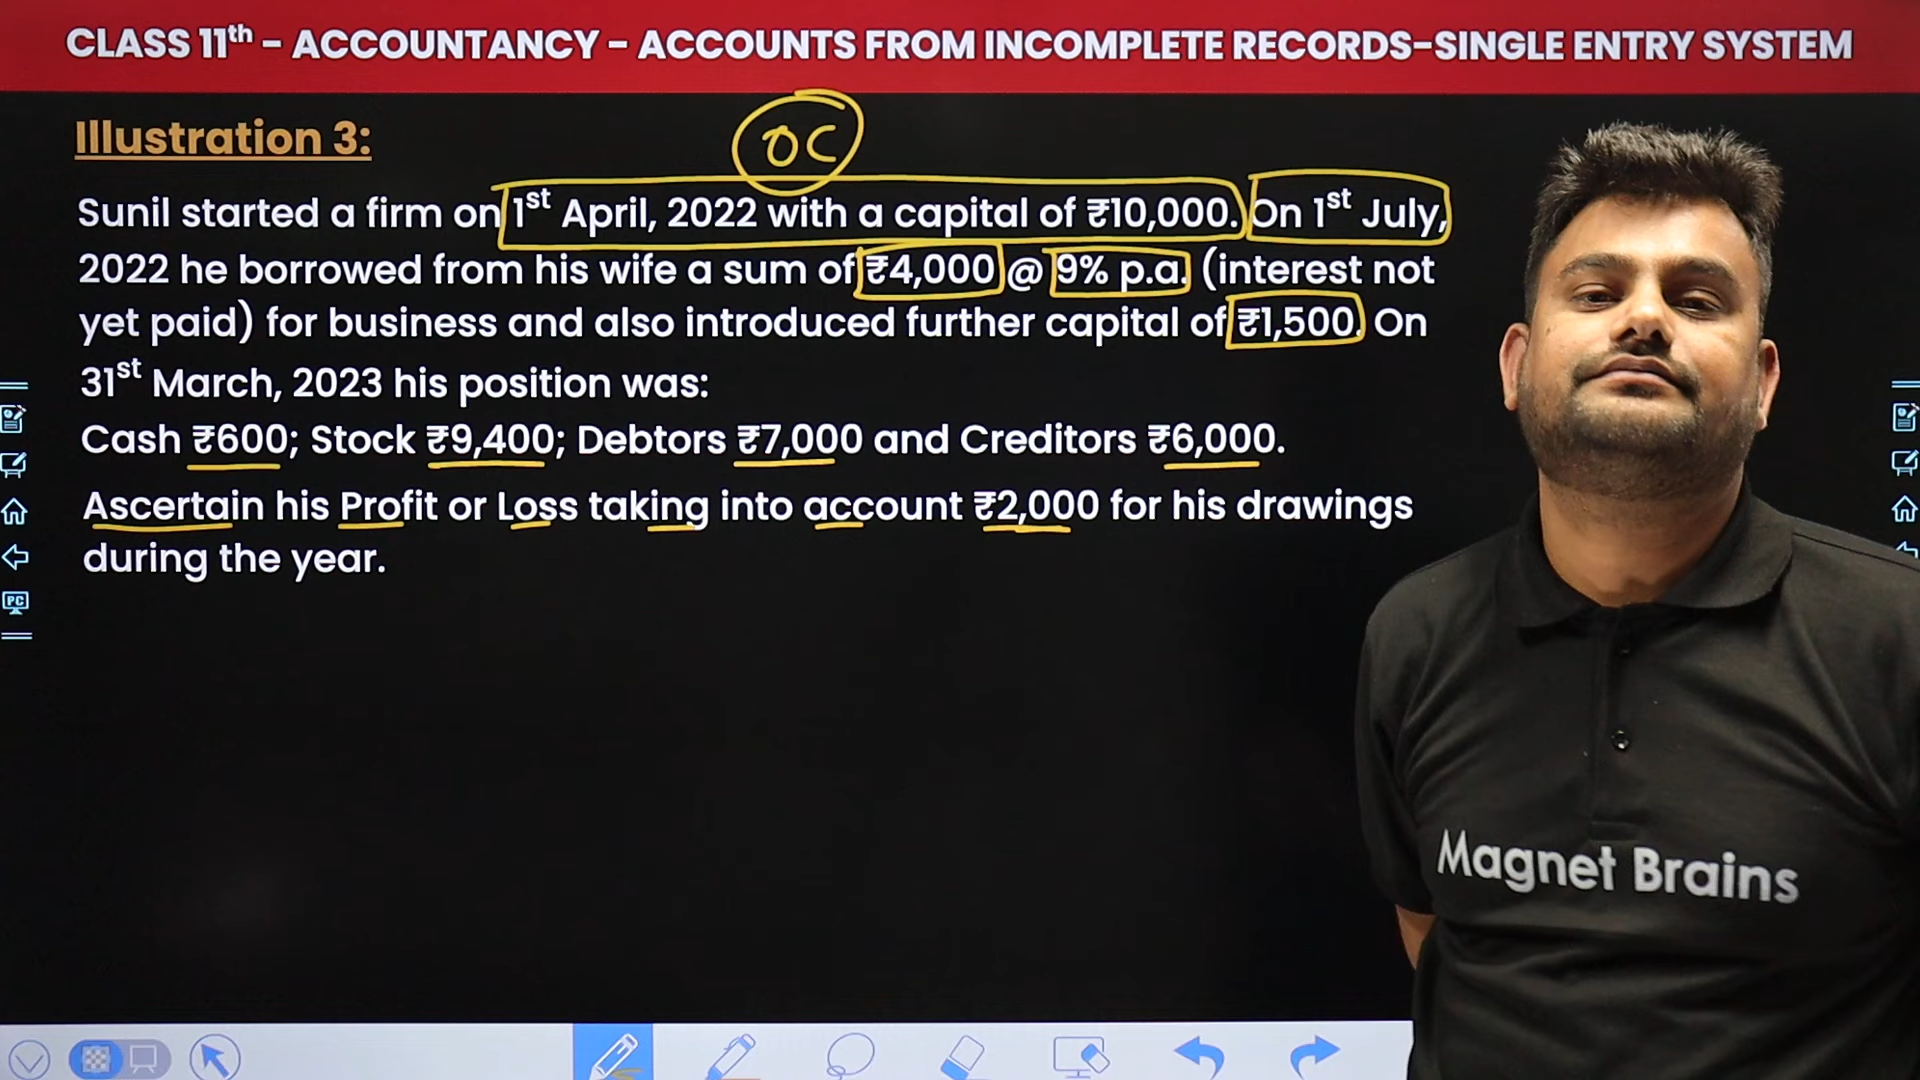 CLASS 11th – ACCOUNTANCY – ACCOUNTS FROM INCOMPLETE RECORDS–SINGLE ENTRY SYSTEM
Illustration 3:
OC
Sunil started a firm on 1st April, 2022 with a capital of ₹10,000. On 1st July,
2022 he borrowed from his wife a sum of ₹4,000 @ 9% p.a. (interest not
yet paid) for business and also introduced further capital of ₹1,500. On
31st March, 2023 his position was:
Cash ₹600; Stock ₹9,400; Debtors ₹7,000 and Creditors ₹6,000.
Ascertain his Profit or Loss taking into account ₹2,000 for his drawings
during the year.
PC
Magnet Brains